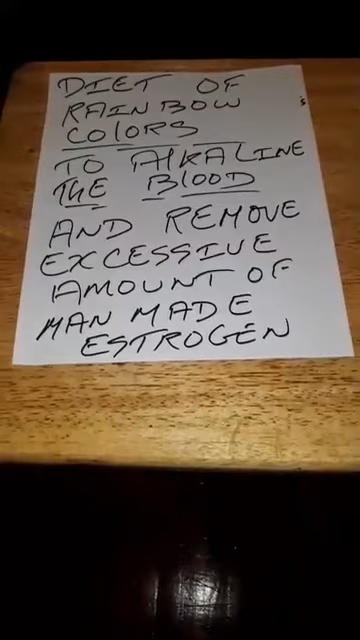 DIET OF
RAINBOW
COLORS
TO AlKALINE
THE BlOOD
AND REMOVE
EXCESSIVE
AMOUNT OF
MAN MADE
ESTROGEN